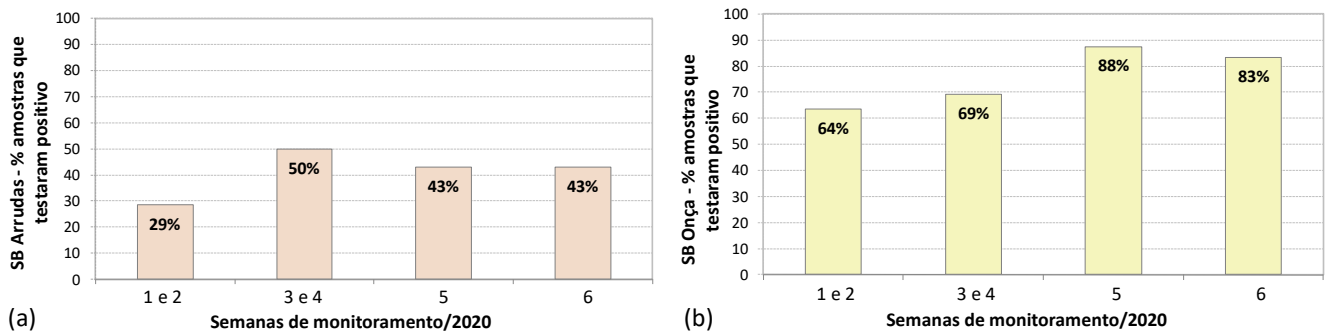 SB Arrudas - % amostras que
testaram positivo
100
90
80
70
60
50
40
30
20
10
0
29%
50%
43%
43%
1 e 2
3 e 4
5
6
Semanas de monitoramento/2020
(a)
SB Onça - % amostras que
testaram positivo
100
90
80
70
60
50
40
30
20
10
0
64%
69%
88%
83%
1 e 2
3 e 4
5
6
Semanas de monitoramento/2020
(b)